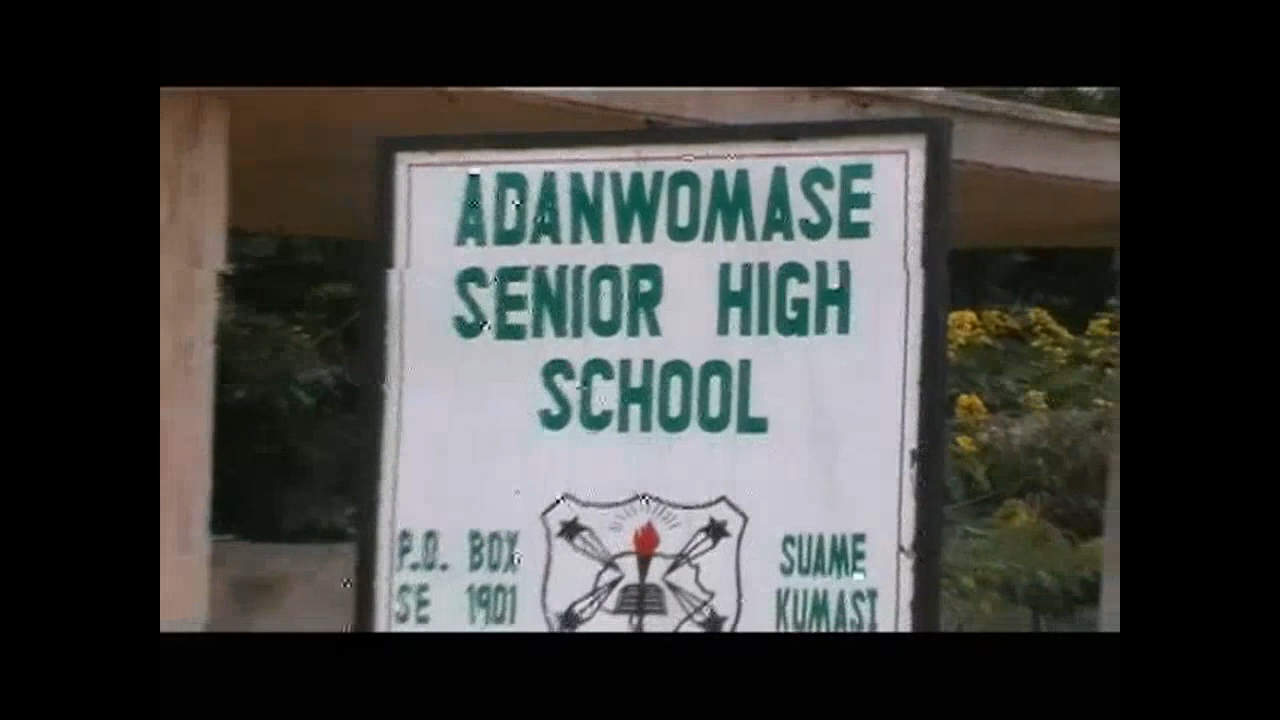 ADANWOMASE
SENIOR HIGH
SCHOOL
P.O. BOX
SE 1901
SUAME
KUMASI